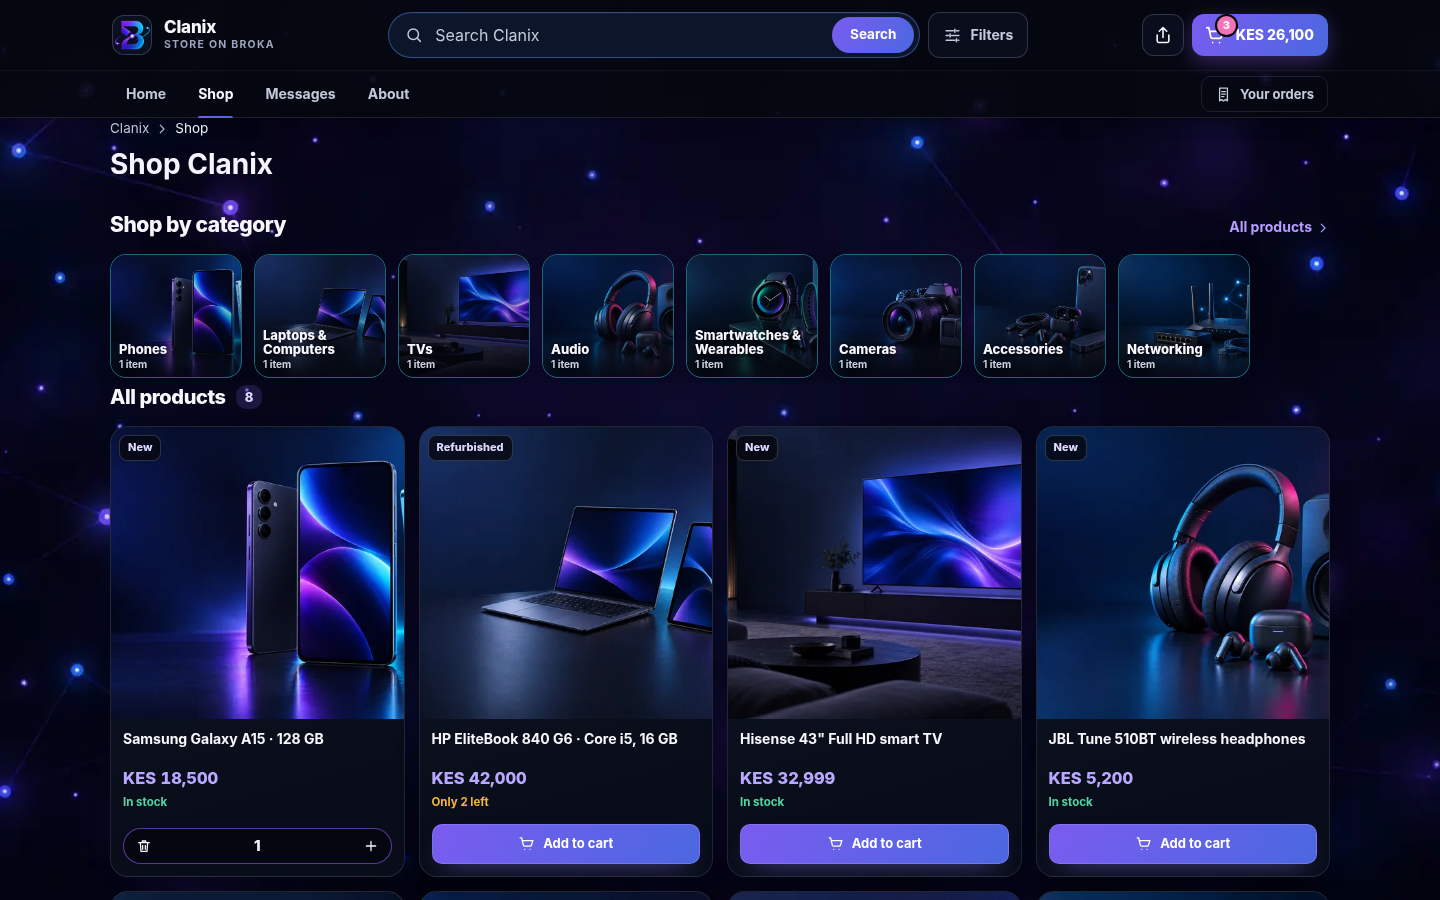 Clanix
STORE ON BROKA
Search Clanix
Search
Filters
3
KES 26,100
Home
Shop
Messages
About
Your orders
Clanix
Shop
Shop Clanix
Shop by category
All products
Phones
1 item
Laptops &
Computers
1 item
TVs
1 item
Audio
1 item
Smartwatches &
Wearables
1 item
Cameras
1 item
Accessories
1 item
Networking
1 item
All products
8
New
Refurbished
New
New
Samsung Galaxy A15 · 128 GB
KES 18,500
In stock
1
HP EliteBook 840 G6 · Core i5, 16 GB
KES 42,000
Only 2 left
Add to cart
Hisense 43" Full HD smart TV
KES 32,999
In stock
Add to cart
JBL Tune 510BT wireless headphones
KES 5,200
In stock
Add to cart